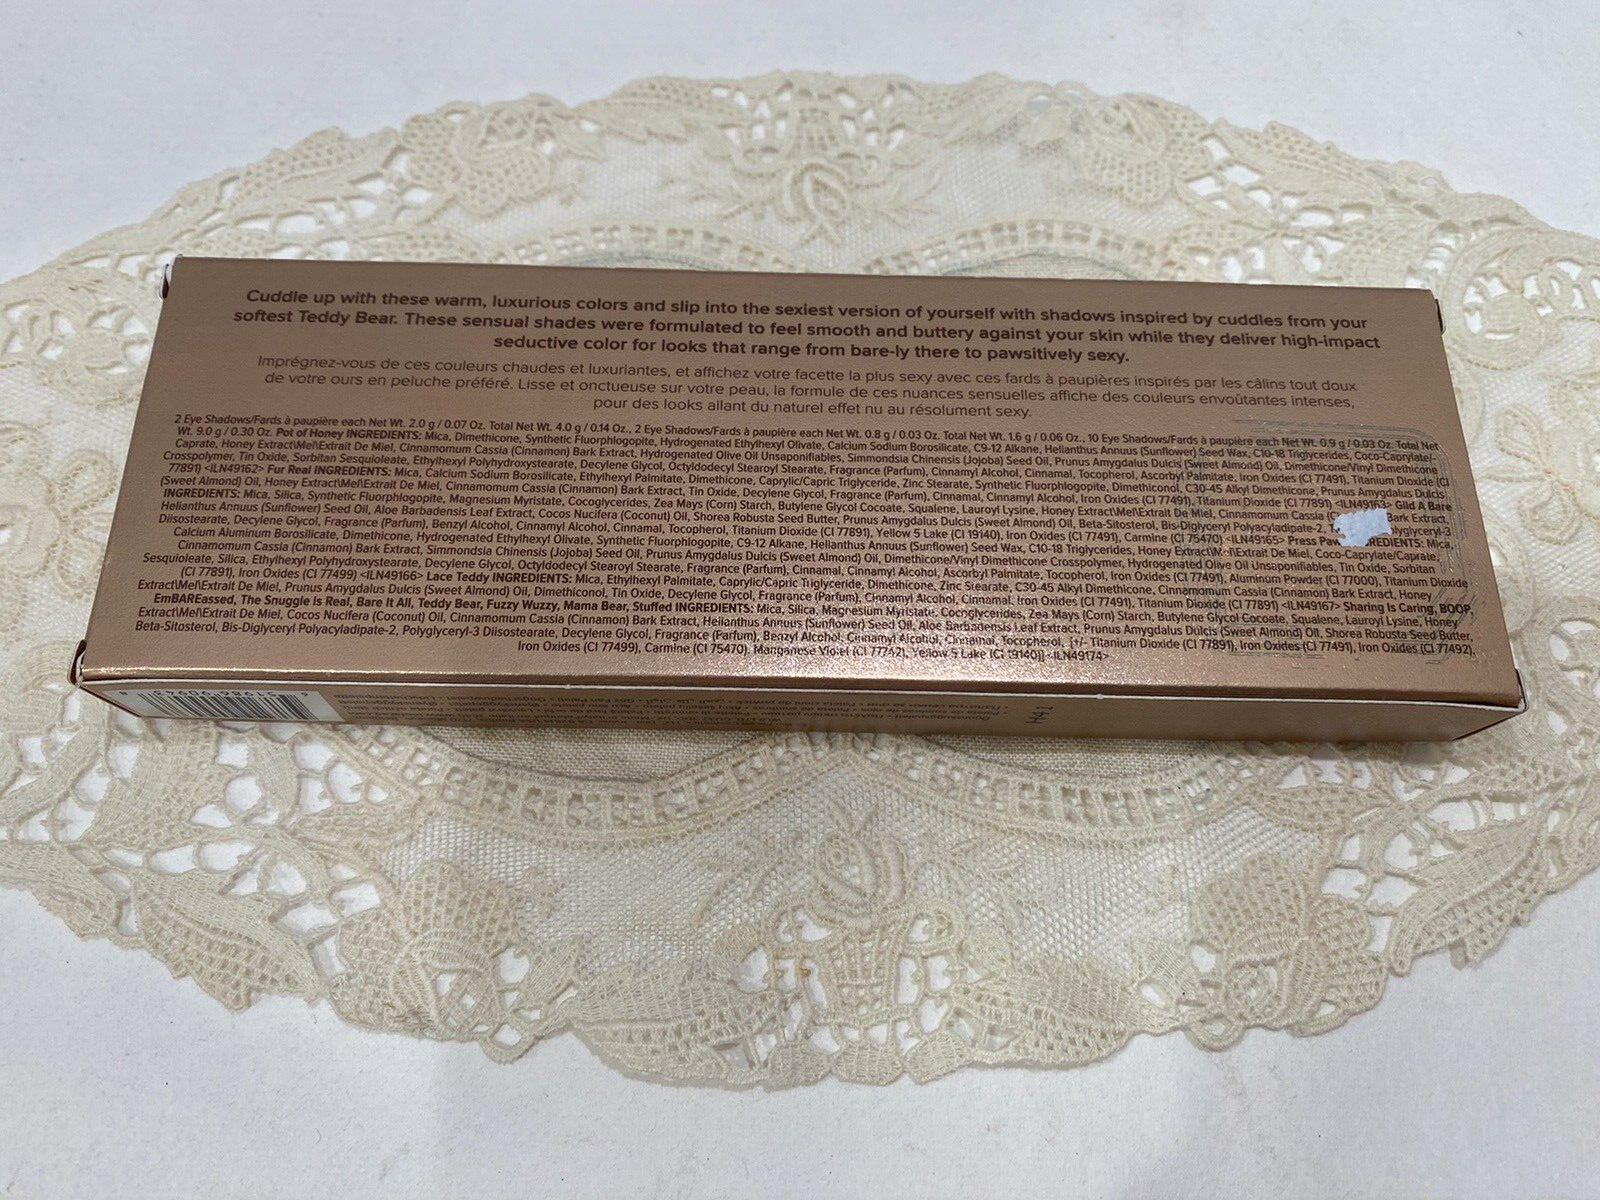 Cuddle up with these warm, luxurious colors and slip into the sexiest version of yourself with shadows inspired by cuddles from your
softest Teddy Bear. These sensual shades were formulated to feel smooth and buttery against your skin while they deliver high-impact
seductive color for looks that range from bare-ly there to pawsitively sexy.
Imprégnez-vous de ces couleurs chaudes et luxuriantes, et affichez votre facette la plus sexy avec ces fards à paupières inspirés par les câlins tout doux
de votre ours en peluche préféré. Lisse et onctueuse sur votre peau, la formule de ces nuances sensuelles affiche des couleurs envoûtantes intenses,
pour des looks allant du naturel effet nu au résolument sexy.
2 Eye Shadows/Fards à paupière each Net Wt. 2.0 g / 0.07 Oz. Total Net Wt. 4.0 g / 0.14 Oz., 2 Eye Shadows/Fards à paupière each Net Wt. 0.8 g / 0.03 Oz. Total Net Wt. 1.6 g / 0.06 Oz., 10 Eye Shadows/Fards à paupière each Net Wt. 0.9 g / 0.03 Oz. Total Net
Wt. 9.0 g / 0.30 Oz. Pot of Honey INGREDIENTS: Mica, Dimethicone, Synthetic Fluorphlogopite, Hydrogenated Ethylhexyl Olivate, Calcium Sodium Borosilicate, C9-12 Alkane, Helianthus Annuus (Sunflower) Seed Wax, C10-18 Triglycerides, Coco-Caprylate/
Caprate, Honey Extract\Mel\Extrait De Miel, Cinnamomum Cassia (Cinnamon) Bark Extract, Hydrogenated Olive Oil Unsaponifiables, Simmondsia Chinensis (Jojoba) Seed Oil, Prunus Amygdalus Dulcis (Sweet Almond) Oil, Dimethicone/Vinyl Dimethicone
Crosspolymer, Tin Oxide, Sorbitan Sesquioleate, Ethylhexyl Polyhydroxystearate, Decylene Glycol, Octyldodecyl Stearoyl Stearate, Fragrance (Parfum), Cinnamyl Alcohol, Cinnamal, Tocopherol, Ascorbyl Palmitate, Iron Oxides (CI 77491), Titanium Dioxide (CI
77891) <ILN49162> Fur Real INGREDIENTS: Mica, Calcium Sodium Borosilicate, Ethylhexyl Palmitate, Dimethicone, Caprylic/Capric Triglyceride, Zinc Stearate, Synthetic Fluorphlogopite, Dimethiconol, C30-45 Alkyl Dimethicone, Prunus Amygdalus Dulcis
(Sweet Almond) Oil, Honey Extract\Mel\Extrait De Miel, Cinnamomum Cassia (Cinnamon) Bark Extract, Tin Oxide, Decylene Glycol, Fragrance (Parfum), Cinnamal, Cinnamyl Alcohol, Iron Oxides (CI 77491), Titanium Dioxide (CI 77891) <ILN49163> Glid A Bare
INGREDIENTS: Mica, Silica, Synthetic Fluorphlogopite, Magnesium Myristate, Cocoglycerides, Zea Mays (Corn) Starch, Butylene Glycol Cocoate, Squalene, Lauroyl Lysine, Honey Extract\Mel\Extrait De Miel, Cinnamomum Cassia Bark Extract,
Helianthus Annuus (Sunflower) Seed Oil, Aloe Barbadensis Leaf Extract, Cocos Nucifera (Coconut) Oil, Shorea Robusta Seed Butter, Prunus Amygdalus Dulcis (Sweet Almond) Oil, Beta-Sitosterol, Bis-Diglyceryl Polyacyladipate-2,
Diisostearate, Decylene Glycol, Fragrance (Parfum), Benzyl Alcohol, Cinnamyl Alcohol, Cinnamal, Tocopherol, Titanium Dioxide (CI 77891), Yellow 5 Lake (CI 19140), Iron Oxides (CI 77491), Carmine (CI 75470) <ILN49165> Press Mica,
Calcium Aluminum Borosilicate, Dimethicone, Hydrogenated Ethylhexyl Olivate, Synthetic Fluorphlogopite, C9-12 Alkane, Helianthus Annuus (Sunflower) Seed Wax, C10-18 Triglycerides, Honey Extract\Mel\Extrait De Miel, Coco-Caprylate/Caprate,
Cinnamomum Cassia (Cinnamon) Bark Extract, Simmondsia Chinensis (Jojoba) Seed Oil, Prunus Amygdalus Dulcis (Sweet Almond) Oil, Dimethicone/Vinyl Dimethicone Crosspolymer, Hydrogenated Olive Oil Unsaponifiables, Tin Oxide, Sorbitan
Sesquioleate, Silica, Ethylhexyl Polyhydroxystearate, Decylene Glycol, Octyldodecyl Stearoyl Stearate, Fragrance (Parfum), Cinnamal, Cinnamyl Alcohol, Ascorbyl Palmitate, Tocopherol, Iron Oxides (CI 77491), Aluminum Powder (CI 77000), Titanium Dioxide
(CI 77891), Iron Oxides (CI 77499) <ILN49166> Lace Teddy INGREDIENTS: Mica, Ethylhexyl Palmitate, Caprylic/Capric Triglyceride, Dimethicone, Zinc Stearate, C30-45 Alkyl Dimethicone, Cinnamomum Cassia (Cinnamon) Bark Extract, Honey
Extract\Mel\Extrait De Miel, Prunus Amygdalus Dulcis (Sweet Almond) Oil, Dimethiconol, Tin Oxide, Decylene Glycol, Fragrance (Parfum), Cinnamyl Alcohol, Cinnamal, Iron Oxides (CI 77491), Titanium Dioxide (CI 77891) <ILN49167> Sharing Is Caring, BOOP,
EmBAREassed, The Snuggle is Real, Bare It All, Teddy Bear, Fuzzy Wuzzy, Mama Bear, Stuffed INGREDIENTS: Mica, Silica, Magnesium Myristate, Cocoglycerides, Zea Mays (Corn) Starch, Butylene Glycol Cocoate, Squalene, Lauroyl Lysine, Honey
Extract\Mel\Extrait De Miel, Cocos Nucifera (Coconut) Oil, Cinnamomum Cassia (Cinnamon) Bark Extract, Helianthus Annuus (Sunflower) Seed Oil, Aloe Barbadensis Leaf Extract, Prunus Amygdalus Dulcis (Sweet Almond) Oil, Shorea Robusta Seed Butter,
Beta-Sitosterol, Bis-Diglyceryl Polyacyladipate-2, Polyglyceryl-3 Diisostearate, Decylene Glycol, Fragrance (Parfum), Benzyl Alcohol, Cinnamyl Alcohol, Cinnamal, Tocopherol, [+/- Titanium Dioxide (CI 77891), Iron Oxides (CI 77491), Iron Oxides (CI 77492),
Iron Oxides (CI 77499), Carmine (CI 75470), Manganese Violet (CI 77742), Yellow 5 Lake (CI 19140)] <ILN49174>